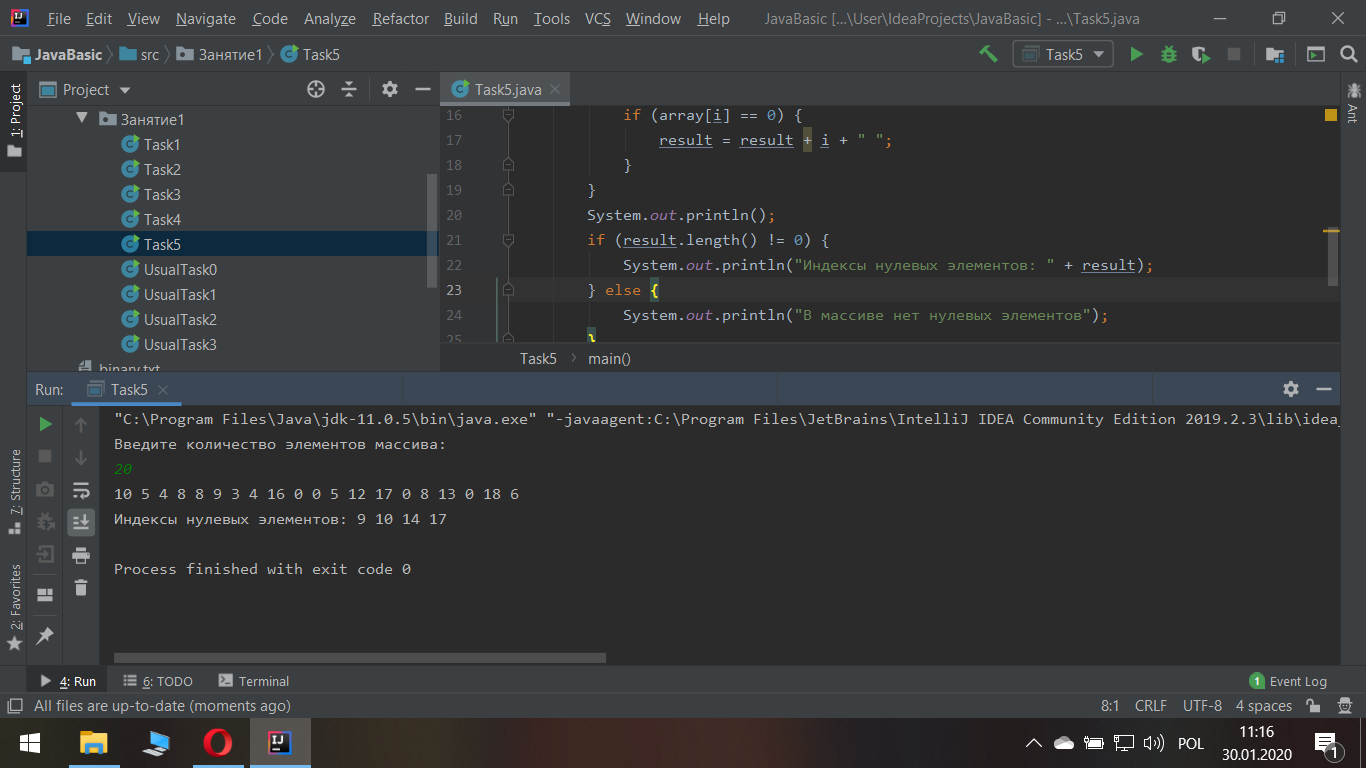 File Edit View Navigate Code Analyze Refactor Build Run Tools VCS Window Help JavaBasic [...\User\IdeaProjects\JavaBasic] - ...\Task5.java
JavaBasic src Занятие1 Task5 Task5
1: Project
Project
Task5.java
Ant
Занятие1
Task1
Task2
Task3
Task4
Task5
UsualTask0
UsualTask1
UsualTask2
UsualTask3
binary.txt
16 if (array[i] == 0) {
17 result = result + i + " ";
18 }
19 }
20 System.out.println();
21 if (result.length() != 0) {
22 System.out.println("Индексы нулевых элементов: " + result);
23 } else {
24 System.out.println("В массиве нет нулевых элементов");
25 }
Task5 main()
Run: Task5
"C:\Program Files\Java\jdk-11.0.5\bin\java.exe" "-javaagent:C:\Program Files\JetBrains\IntelliJ IDEA Community Edition 2019.2.3\lib\idea_
Введите количество элементов массива:
20
10 5 4 8 8 9 3 4 16 0 0 5 12 17 0 8 13 0 18 6
Индексы нулевых элементов: 9 10 14 17
Process finished with exit code 0
7: Structure
2: Favorites
4: Run 6: TODO Terminal 1 Event Log
All files are up-to-date (moments ago) 8:1 CRLF UTF-8 4 spaces
POL
11:16
30.01.2020
1